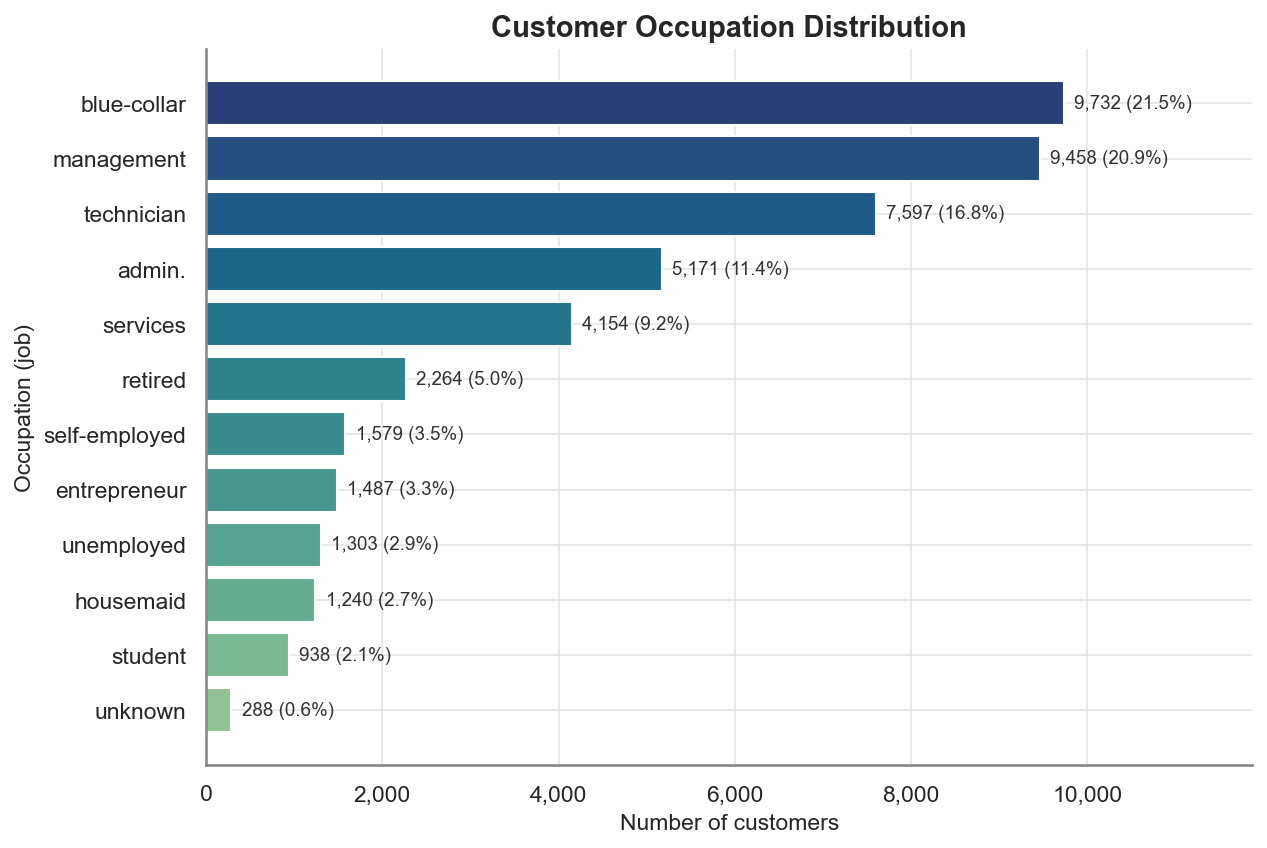 Customer Occupation Distribution
Occupation (job)
blue-collar 9,732 (21.5%)
management 9,458 (20.9%)
technician 7,597 (16.8%)
admin. 5,171 (11.4%)
services 4,154 (9.2%)
retired 2,264 (5.0%)
self-employed 1,579 (3.5%)
entrepreneur 1,487 (3.3%)
unemployed 1,303 (2.9%)
housemaid 1,240 (2.7%)
student 938 (2.1%)
unknown 288 (0.6%)
0 2,000 4,000 6,000 8,000 10,000
Number of customers